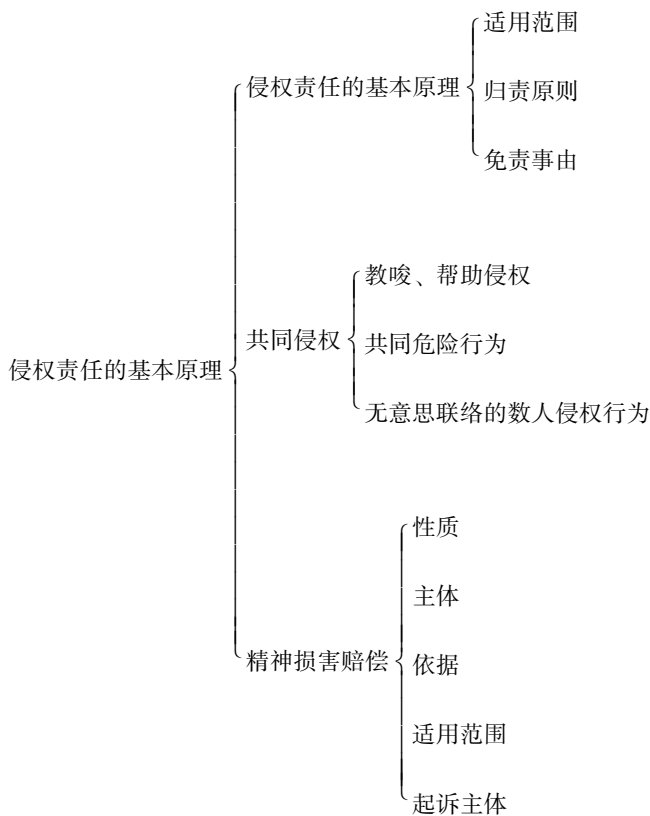 侵权责任的基本原理
侵权责任的基本原理
适用范围
归责原则
免责事由
共同侵权
教唆、帮助侵权
共同危险行为
无意思联络的数人侵权行为
精神损害赔偿
性质
主体
依据
适用范围
起诉主体